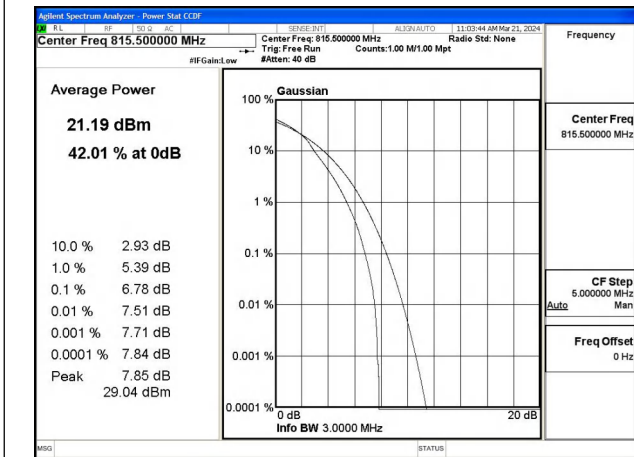 Agilent Spectrum Analyzer - Power Stat CCDF
RL RF 50 Ω AC SENSE:INT ALIGN AUTO 11:03:44 AM Mar 21, 2024
Center Freq 815.500000 MHz
Center Freq: 815.500000 MHz Radio Std: None
Trig: Free Run Counts:1.00 M/1.00 Mpt
#IFGain:Low #Atten: 40 dB
Frequency
Average Power
21.19 dBm
42.01 % at 0dB
10.0 % 2.93 dB
1.0 % 5.39 dB
0.1 % 6.78 dB
0.01 % 7.51 dB
0.001 % 7.71 dB
0.0001 % 7.84 dB
Peak 7.85 dB
29.04 dBm
Gaussian
100 %
10 %
1 %
0.1 %
0.01 %
0.001 %
0.0001 %
0 dB 20 dB
Info BW 3.0000 MHz
Center Freq
815.500000 MHz
CF Step
5.000000 MHz
Auto Man
Freq Offset
0 Hz
MSG STATUS